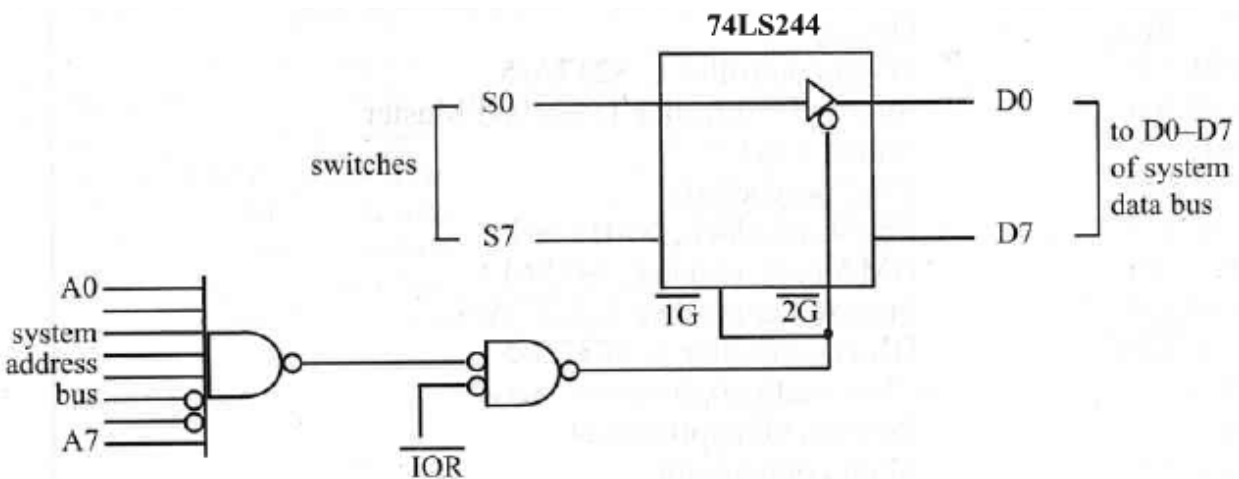 74LS244
S0
D0
switches
to D0–D7
of system
data bus
S7
D7
A0
1G
2G
system
address
bus
A7
IOR